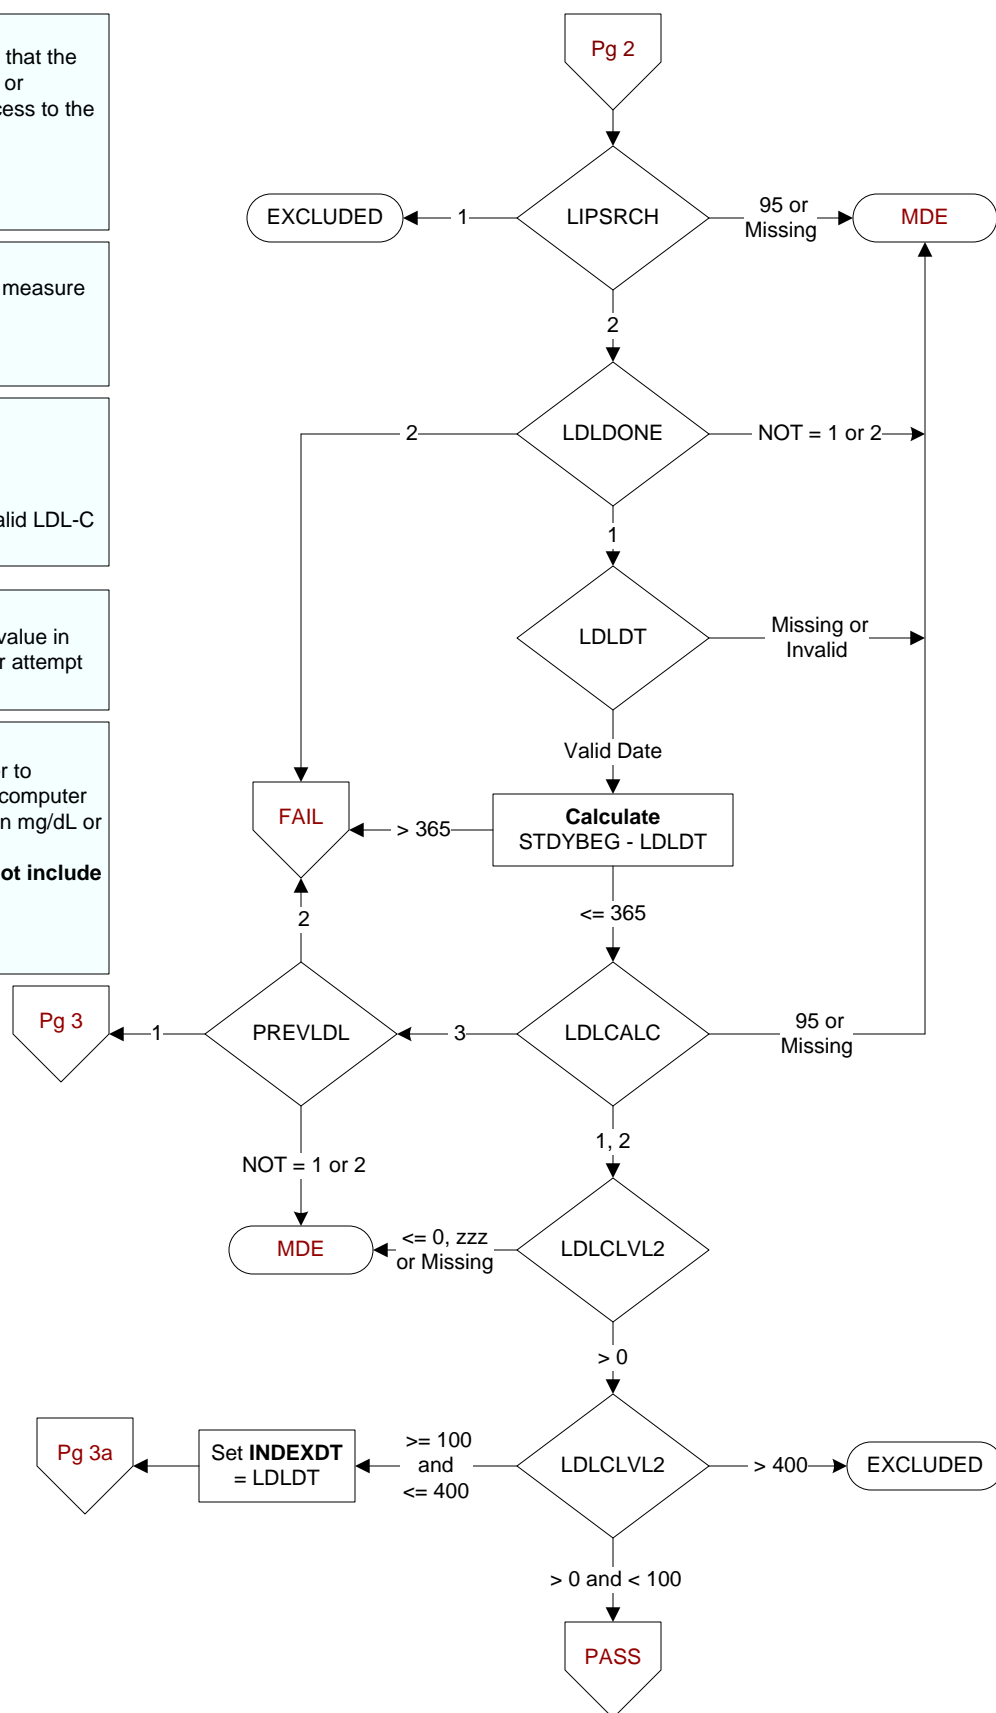 that the
or
cess to the
measure
alid LDL-C
value in
r attempt
r to
computer
n mg/dL or
ot include
Pg 2
EXCLUDED
1
LIPSRCH
95 or
Missing
MDE
2
2
LDLDONE
NOT = 1 or 2
1
LDLDT
Missing or
Invalid
Valid Date
FAIL
> 365
Calculate
STDYBEG - LDLDT
2
<= 365
Pg 3
1
PREVLDL
3
LDLCALC
95 or
Missing
NOT = 1 or 2
1, 2
MDE
<= 0, zzz
or Missing
LDLCLVL2
> 0
Pg 3a
Set INDEXDT
= LDLDT
>= 100
and
<= 400
LDLCLVL2
> 400
EXCLUDED
> 0 and < 100
PASS